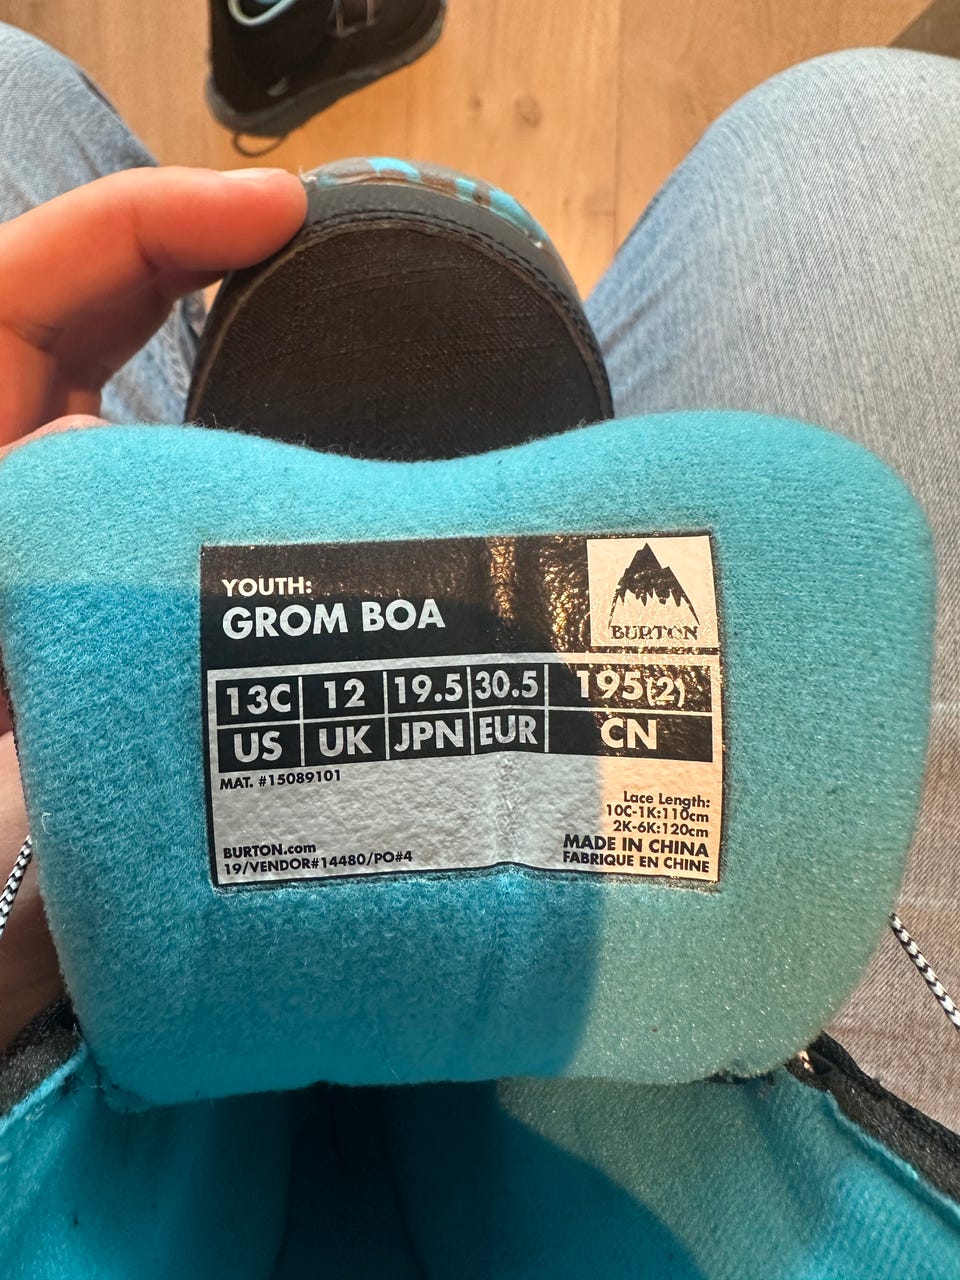 YOUTH:
GROM BOA
BURTON
13C 12 19.5 30.5 195(2)
US UK JPN EUR CN
MAT. #15089101
Lace Length:
10C-1K:110cm
2K-6K:120cm
BURTON.com
19/VENDOR#14480/PO#4
MADE IN CHINA
FABRIQUE EN CHINE